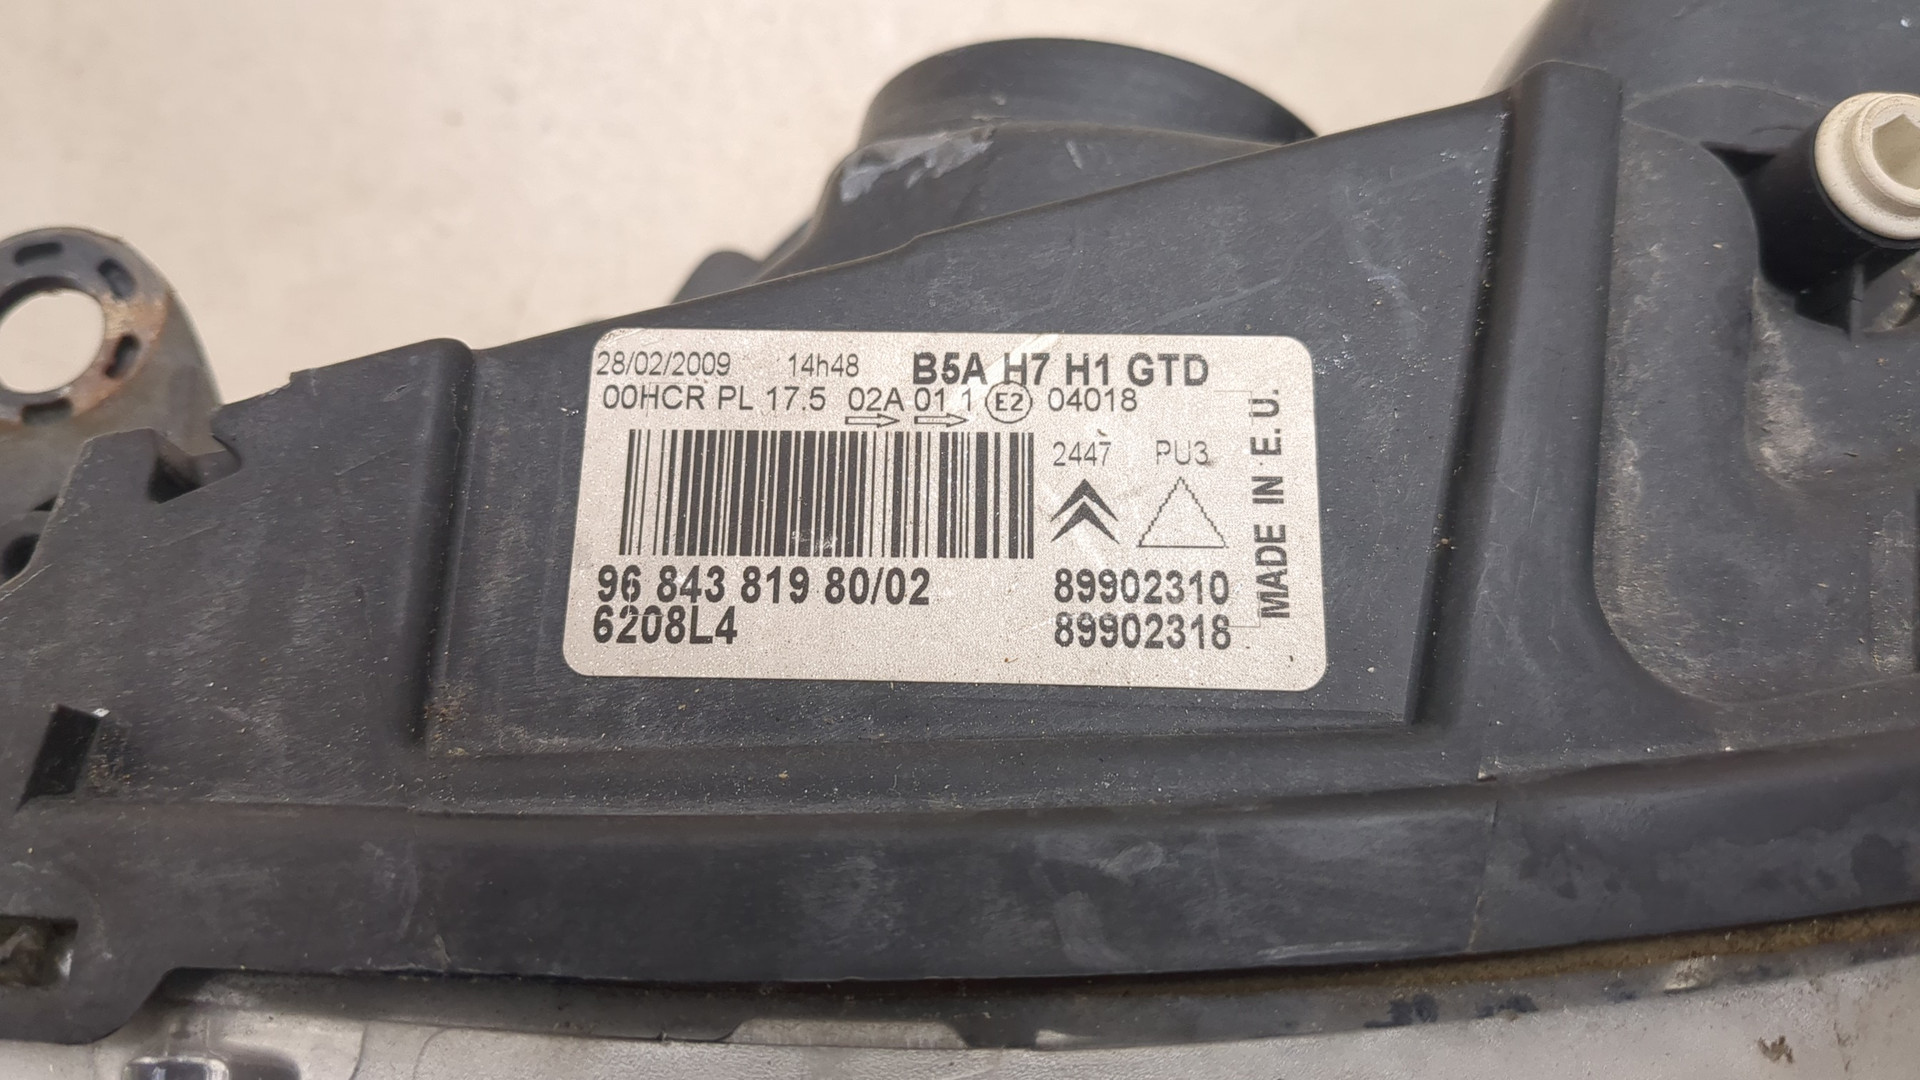 28/02/2009 14h48 B5A H7 H1 GTD
00HCR PL 17.5 02A 01 1 E2 04018
2447 PU3
96 843 819 80/02 89902310
6208L4 89902318
MADE IN E.U.